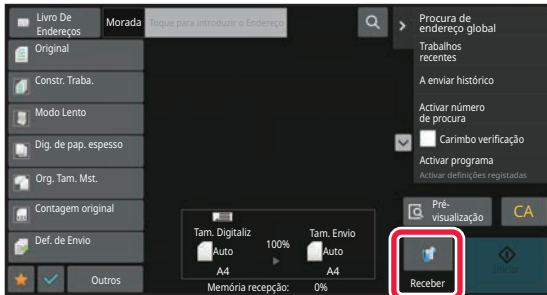 Livro De
Endereços
Morada
Toque para introduzir o Endereço
Original
Constr. Traba.
Modo Lento
Dig. de pap. espesso
Org. Tam. Mst.
Contagem original
Def. de Envio
Outros
Tam. Digitaliz
Auto
A4
100%
Tam. Envio
Auto
A4
Memória recepção: 0%
Procura de
endereço global
Trabalhos
recentes
A enviar histórico
Activar número
de procura
Carimbo verificação
Activar programa
Activar definições registadas
Pré-
visualização
CA
Receber
Iniciar